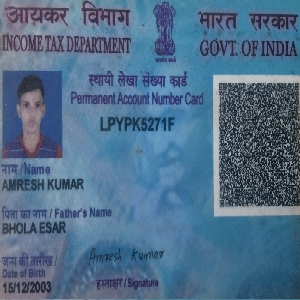 आयकर विभाग
INCOME TAX DEPARTMENT
भारत सरकार
GOVT. OF INDIA
स्थायी लेखा संख्या कार्ड
Permanent Account Number Card
LPYPK5271F
नाम /Name
AMRESH KUMAR
पिता का नाम / Father's Name
BHOLA ESAR
जन्म की तारीख /
Date of Birth
15/12/2003
Amresh Kumar
हस्ताक्षर / Signature